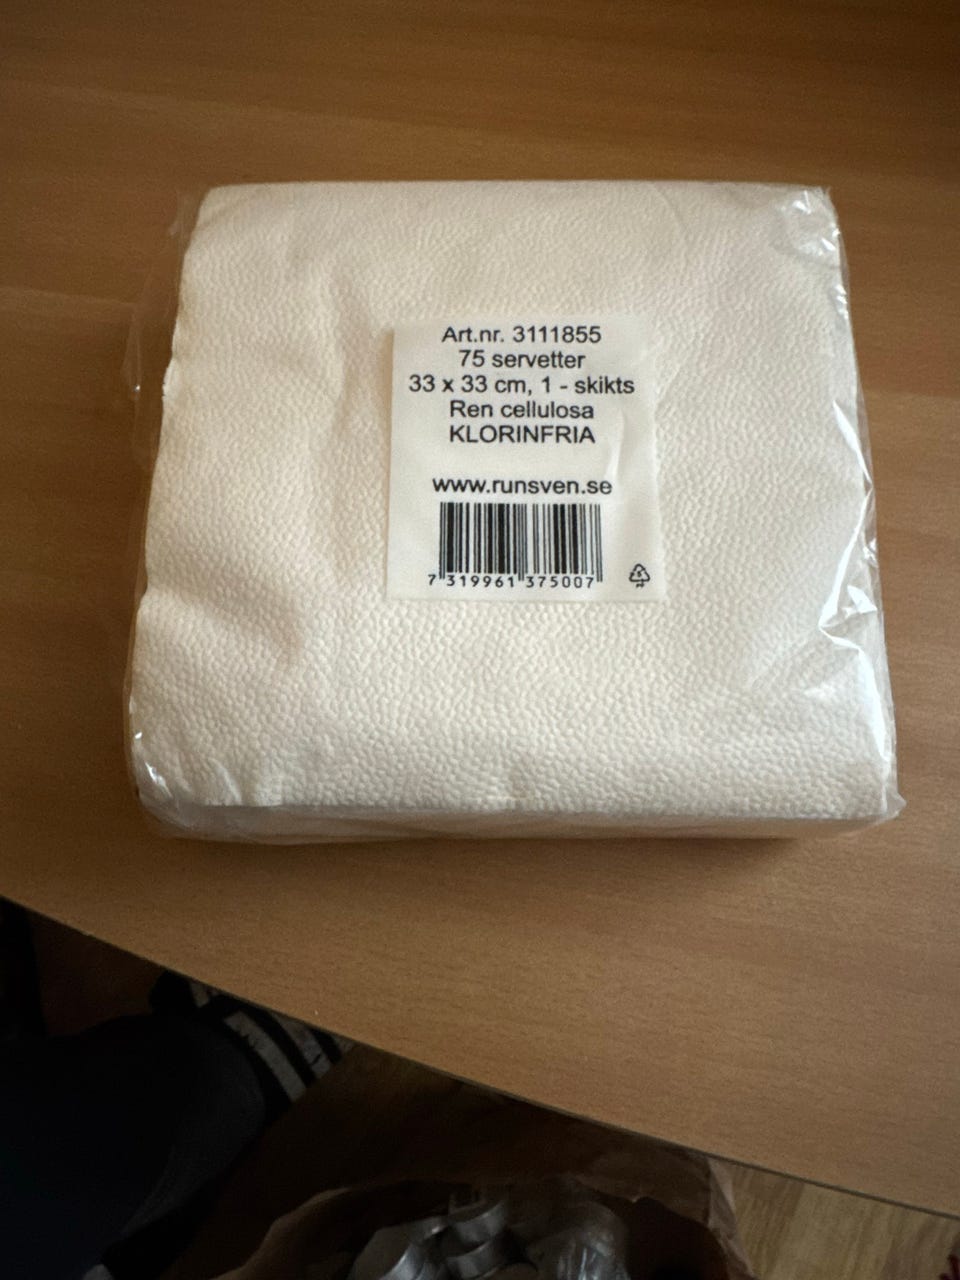 Art.nr. 3111855
75 servetter
33 x 33 cm, 1 - skikts
Ren cellulosa
KLORINFRIA
www.runsven.se
7 319961 375007